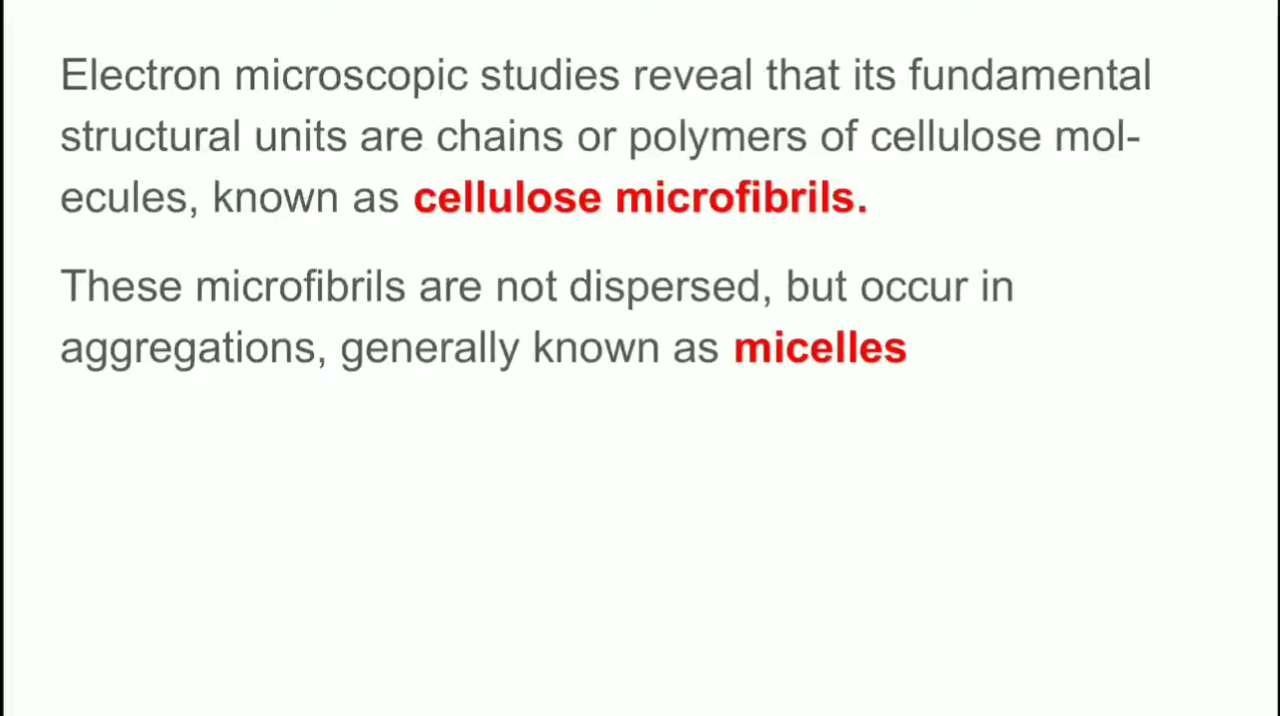 Electron microscopic studies reveal that its fundamental
structural units are chains or polymers of cellulose mol-
ecules, known as cellulose microfibrils.
These microfibrils are not dispersed, but occur in
aggregations, generally known as micelles